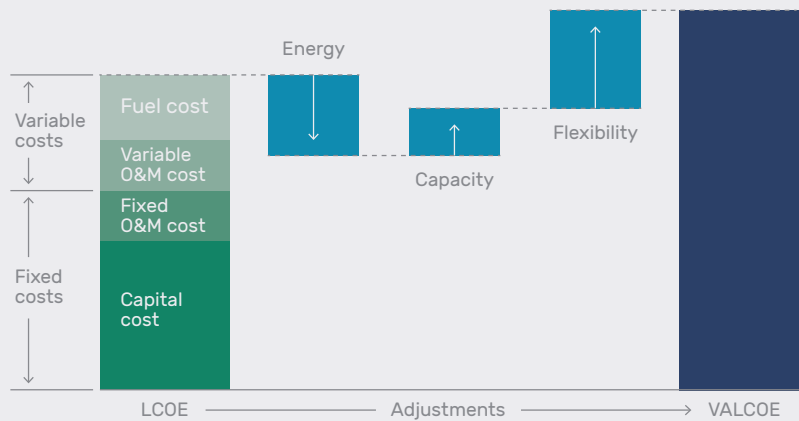 Energy
Fuel cost
Variable
costs
Flexibility
Variable
O&M cost
Capacity
Fixed
O&M cost
Fixed
costs
Capital
cost
LCOE
Adjustments
VALCOE